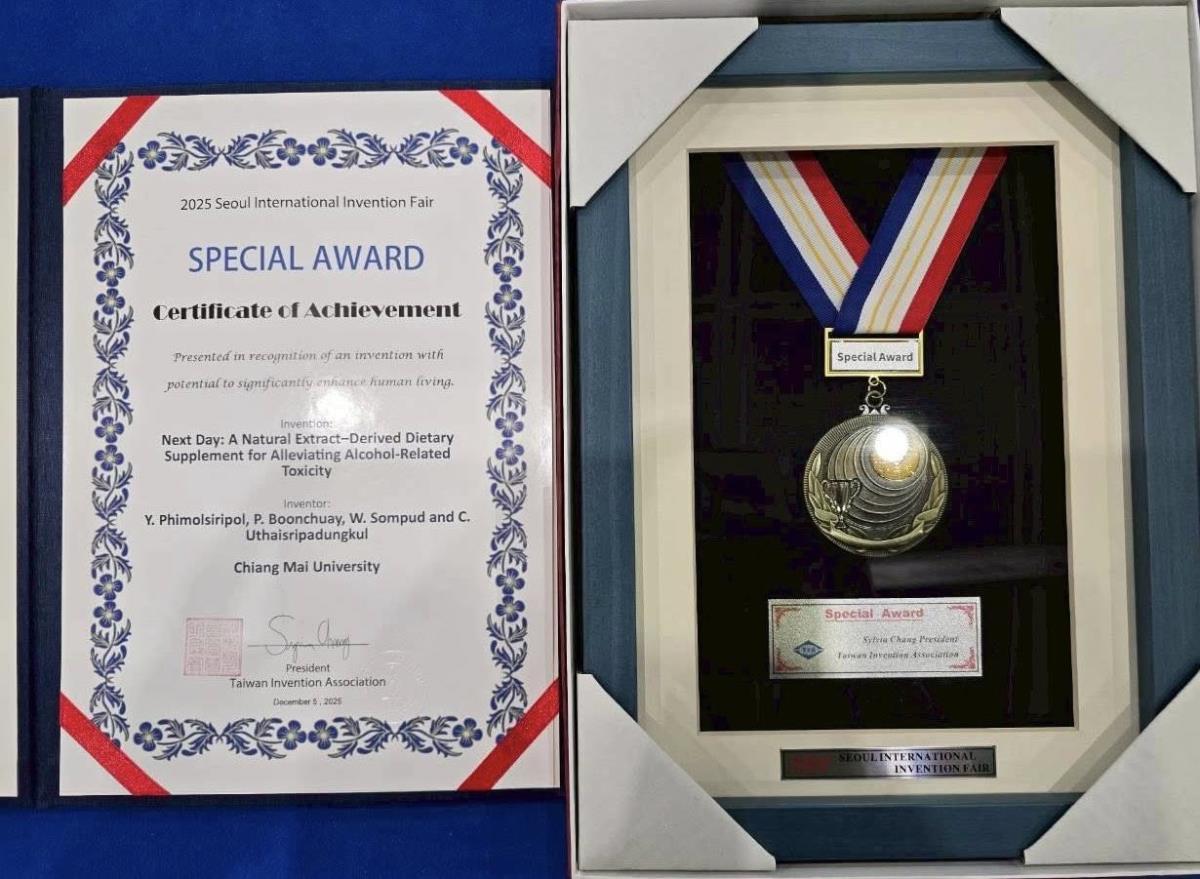 2025 Seoul International Invention Fair
SPECIAL AWARD
Certificate of Achievement
Presented in recognition of an invention with
potential to significantly enhance human living.
Invention:
Next Day: A Natural Extract–Derived Dietary
Supplement for Alleviating Alcohol-Related
Toxicity
Inventor:
Y. Phimolsiripol, P. Boonchuay, W. Sompud and C.
Uthaisripadungkul
Chiang Mai University
President
Taiwan Invention Association
December 5 , 2025
Special Award
Special Award
Sylvia Chang President
Taiwan Invention Association
SEOUL INTERNATIONAL
INVENTION FAIR